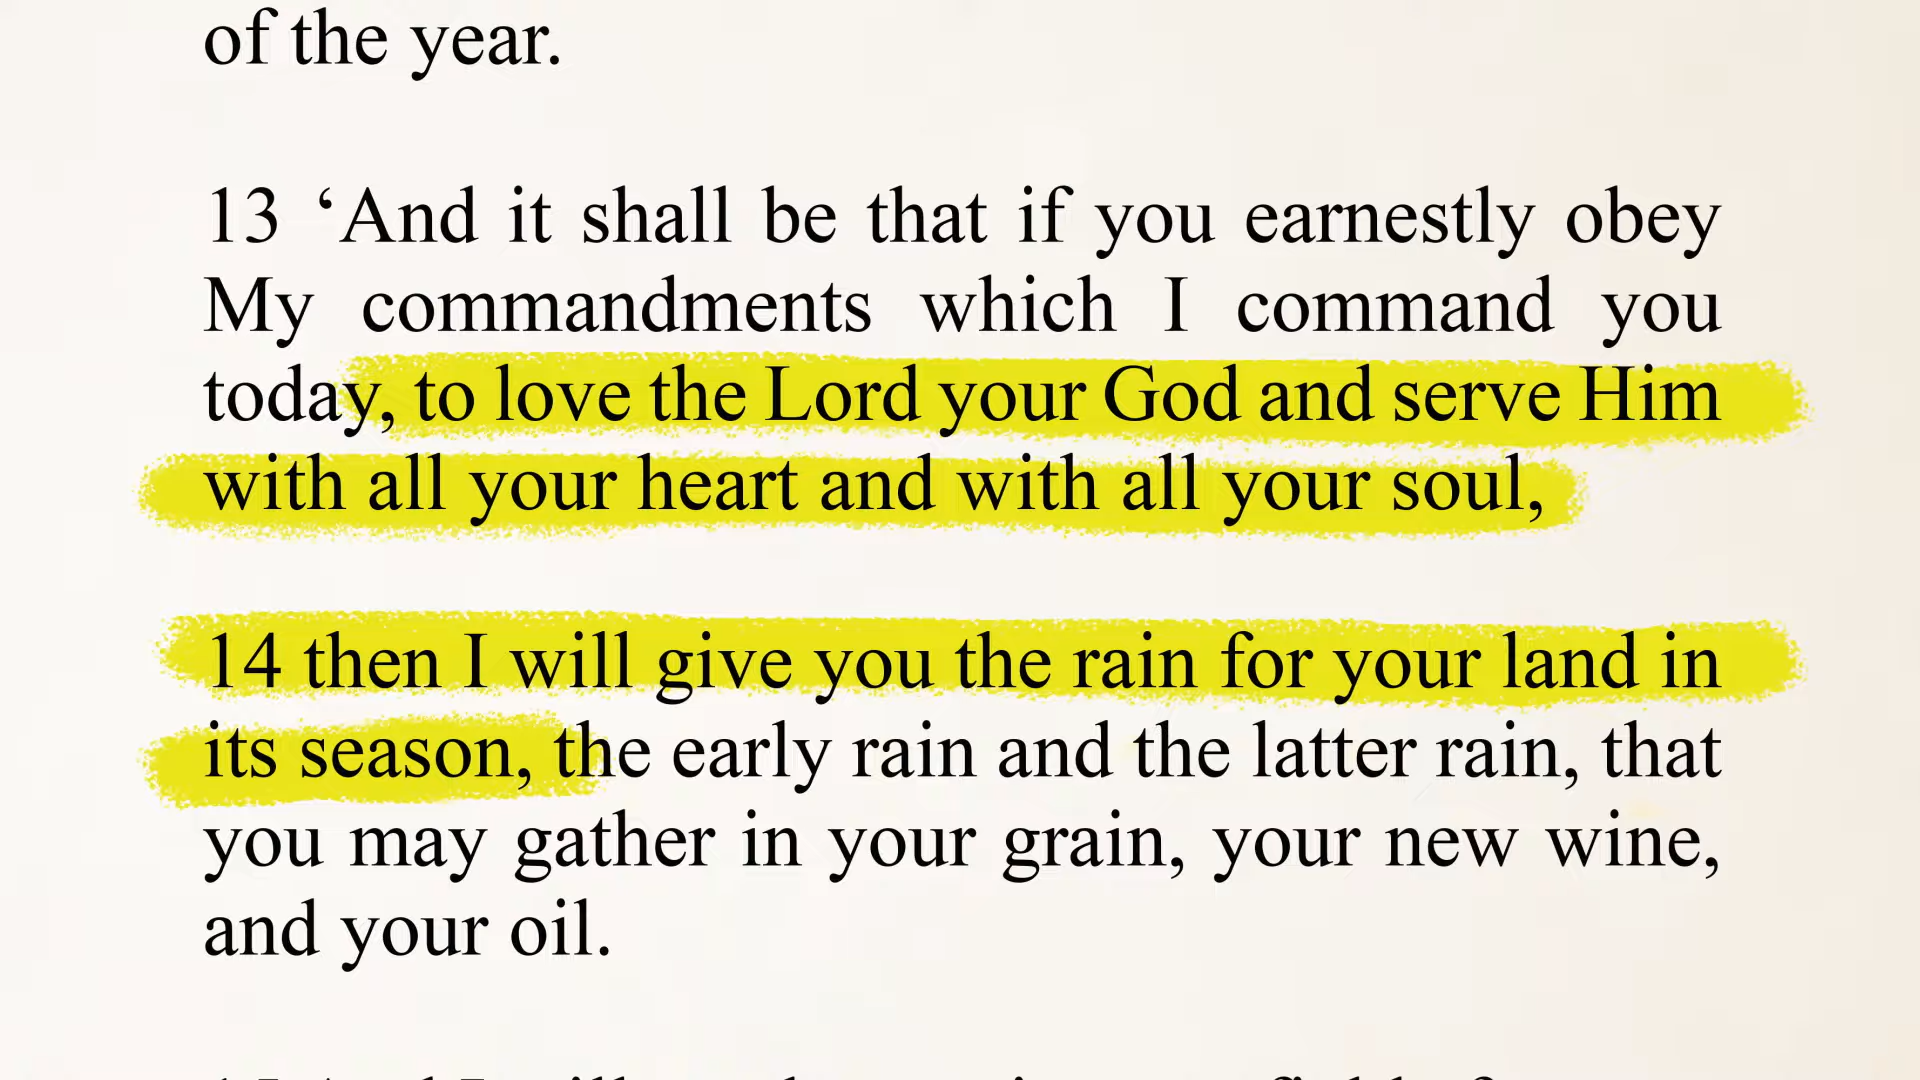 of the year.
13 ‘And it shall be that if you earnestly obey
My commandments which I command you
today, to love the Lord your God and serve Him
with all your heart and with all your soul,
14 then I will give you the rain for your land in
its season, the early rain and the latter rain, that
you may gather in your grain, your new wine,
and your oil.